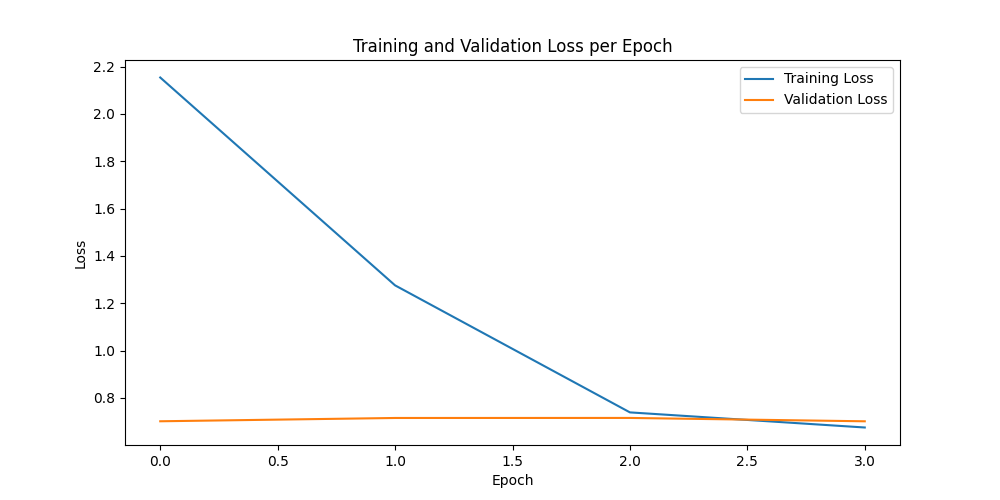 Training and Validation Loss per Epoch
Training Loss
Validation Loss
2.2
2.0
1.8
1.6
1.4
1.2
1.0
0.8
Loss
0.0 0.5 1.0 1.5 2.0 2.5 3.0
Epoch